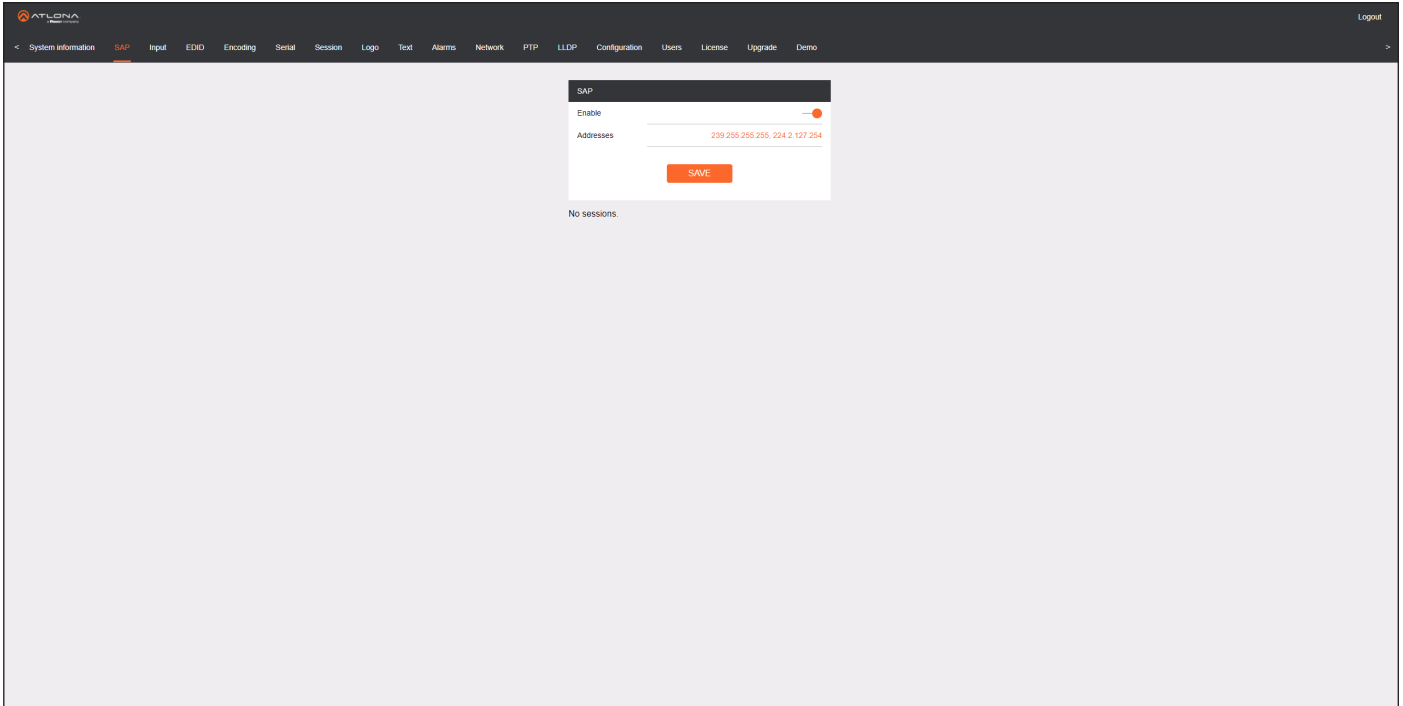 ATLONA
Logout
< System information SAP Input EDID Encoding Serial Session Logo Text Alarms Network PTP LLDP Configuration Users License Upgrade Demo >
SAP
Enable
Addresses 239.255.255.255, 224.2.127.254
SAVE
No sessions.